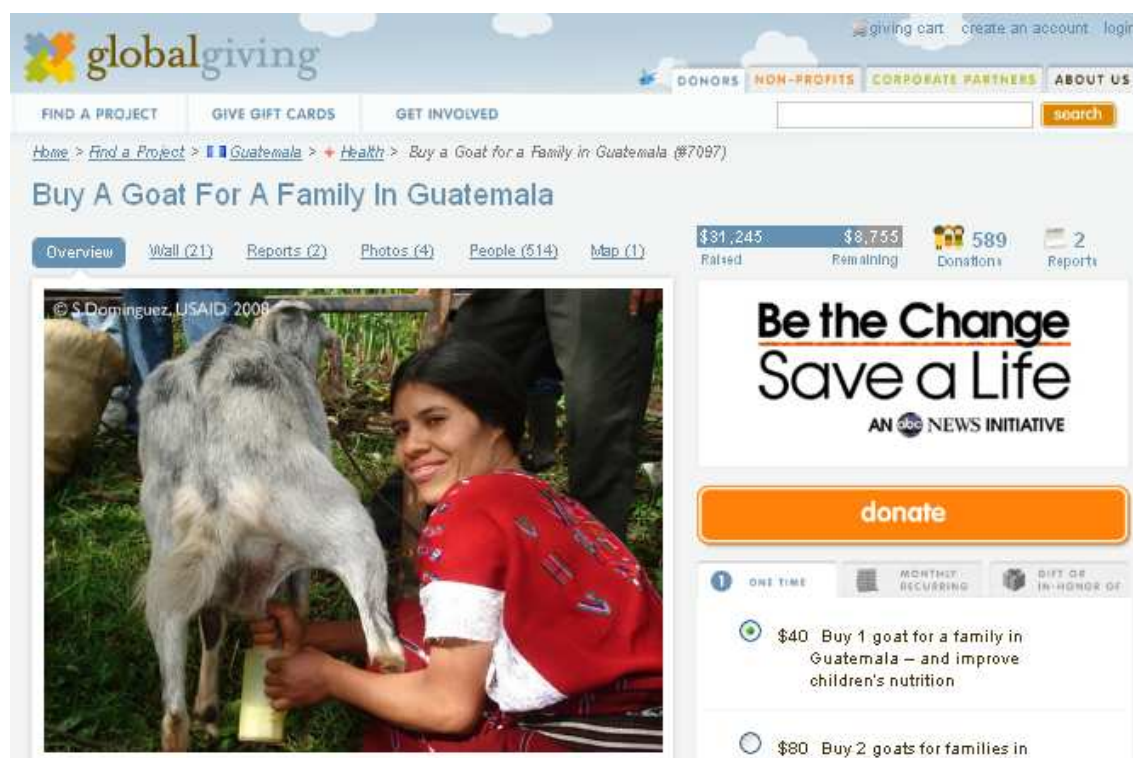 giving cart create an account login
globalgiving
DONORS NON-PROFITS CORPORATE PARTNERS ABOUT US
FIND A PROJECT GIVE GIFT CARDS GET INVOLVED search
Home > Find a Project > Guatemala > Health > Buy a Goat for a Family in Guatemala (#7097)
Buy A Goat For A Family In Guatemala
Overview Wall (21) Reports (2) Photos (4) People (514) Map (1)
$31,245 $8,755 589 2
Raised Remaining Donations Reports
© S Dominguez, USAID 2008
Be the Change
Save a Life
AN abc NEWS INITIATIVE
donate
1 ONE TIME
MONTHLY
RECURRING
GIFT OR
IN-HONOR OF
$40 Buy 1 goat for a family in
Guatemala – and improve
children's nutrition
$80 Buy 2 goats for families in